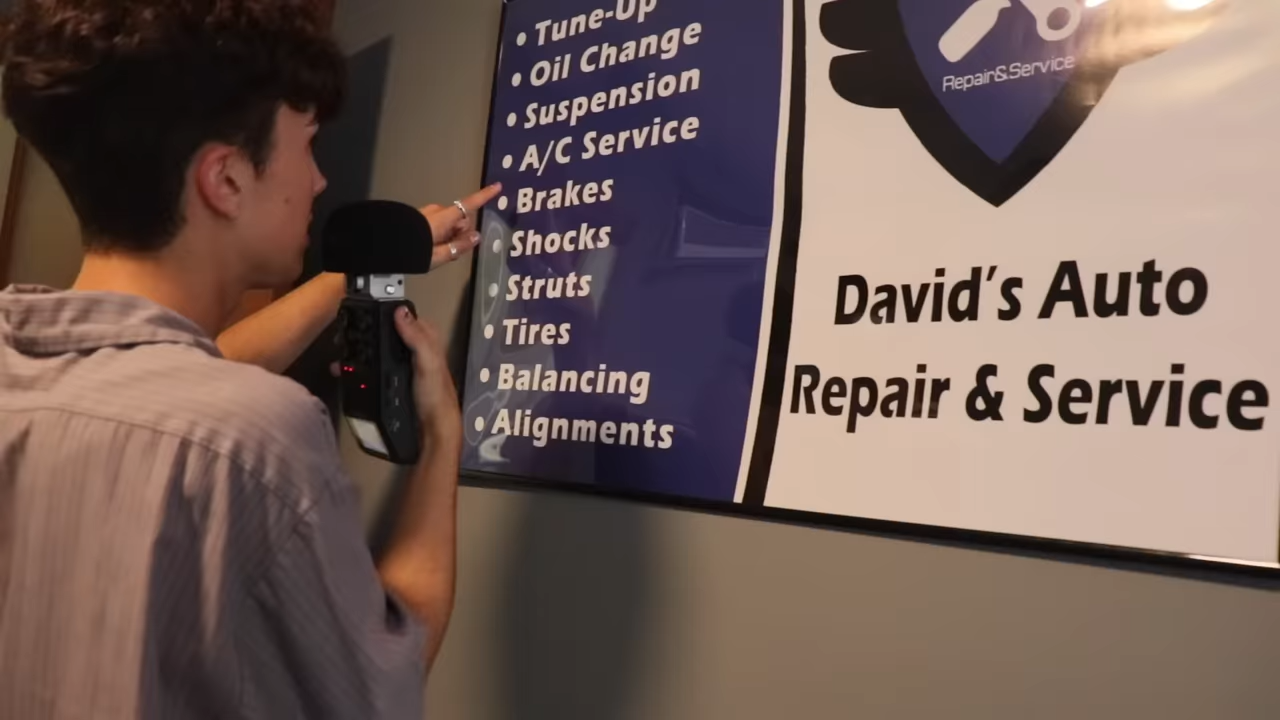 • Tune-Up
• Oil Change
• Suspension
• A/C Service
• Brakes
• Shocks
• Struts
• Tires
• Balancing
• Alignments
Repair&Service
David's Auto
Repair & Service